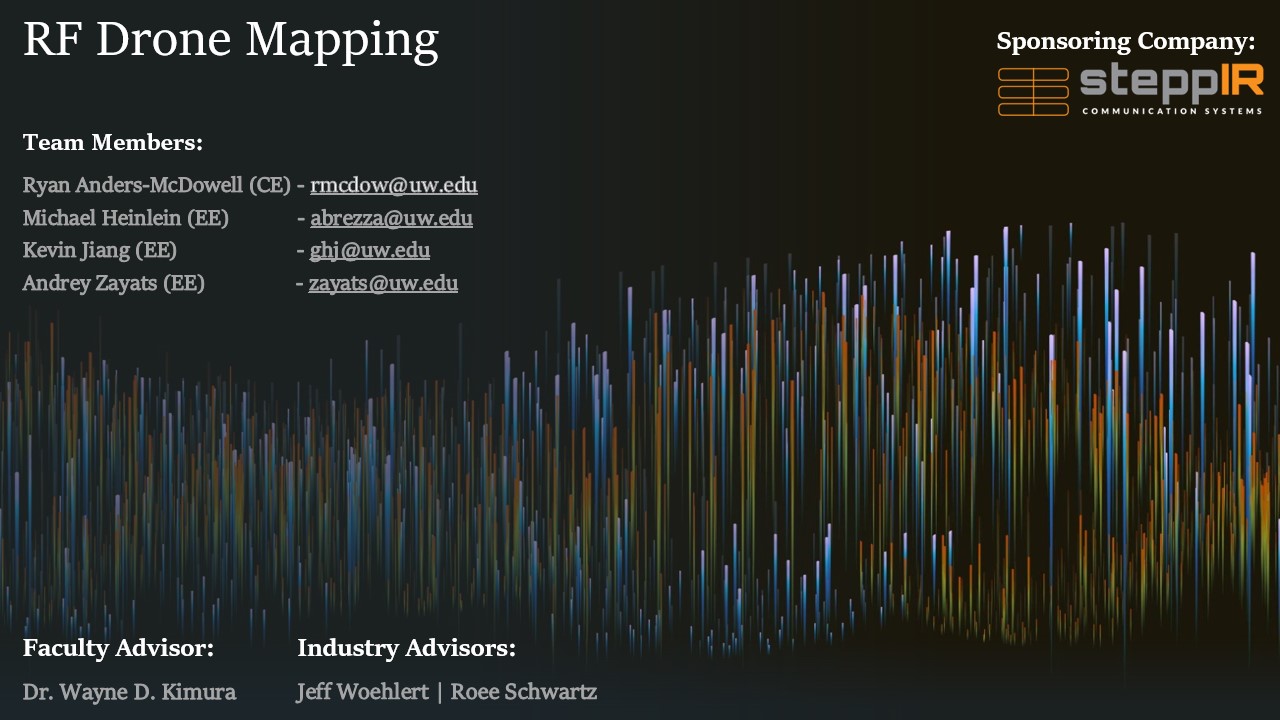 RF Drone Mapping
Sponsoring Company:
steppIR
COMMUNICATION SYSTEMS
Team Members:
Ryan Anders-McDowell (CE) - rmcdow@uw.edu
Michael Heinlein (EE) - abrezza@uw.edu
Kevin Jiang (EE) - ghj@uw.edu
Andrey Zayats (EE) - zayats@uw.edu
Faculty Advisor: Industry Advisors:
Dr. Wayne D. Kimura Jeff Woehlert | Roee Schwartz